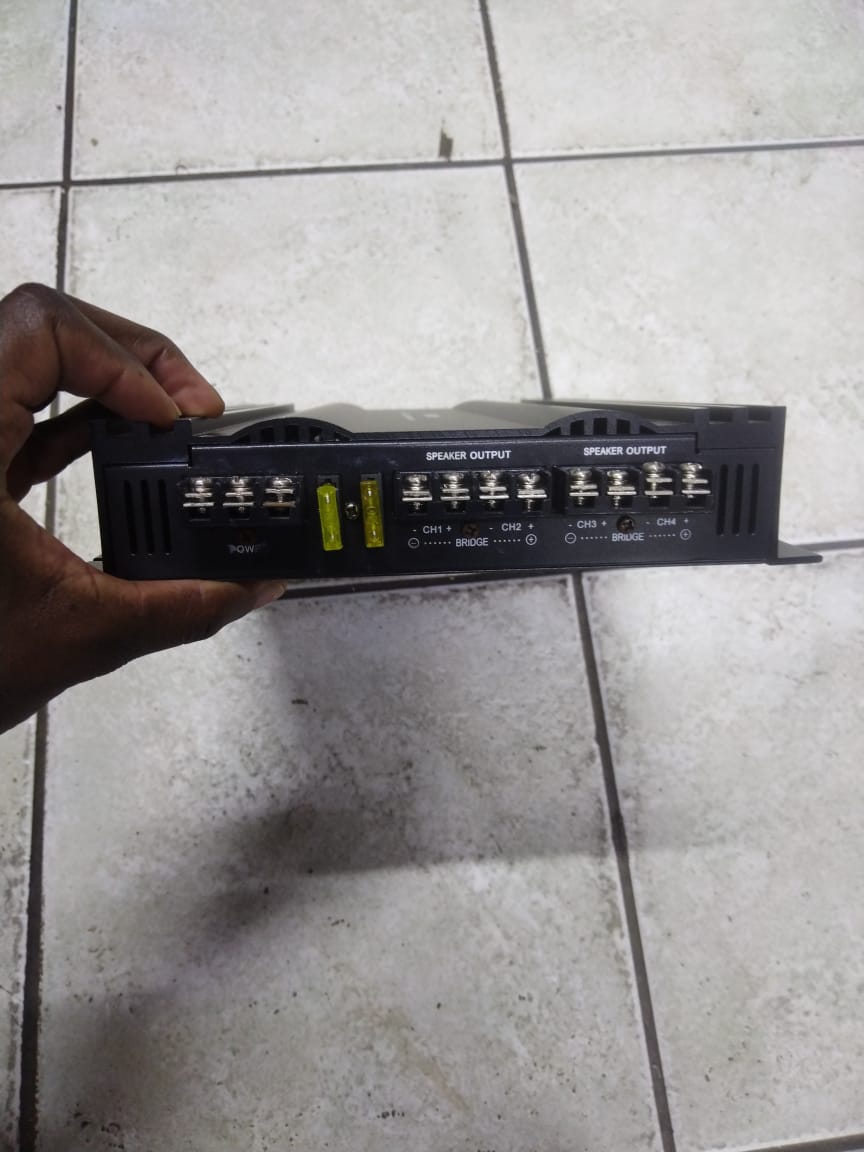 SPEAKER OUTPUT
SPEAKER OUTPUT
POWER
- CH1 + - CH2 +
⊖ ······ BRIDGE ······ ⊕
- CH3 + - CH4 +
⊖ ······ BRIDGE ······ ⊕